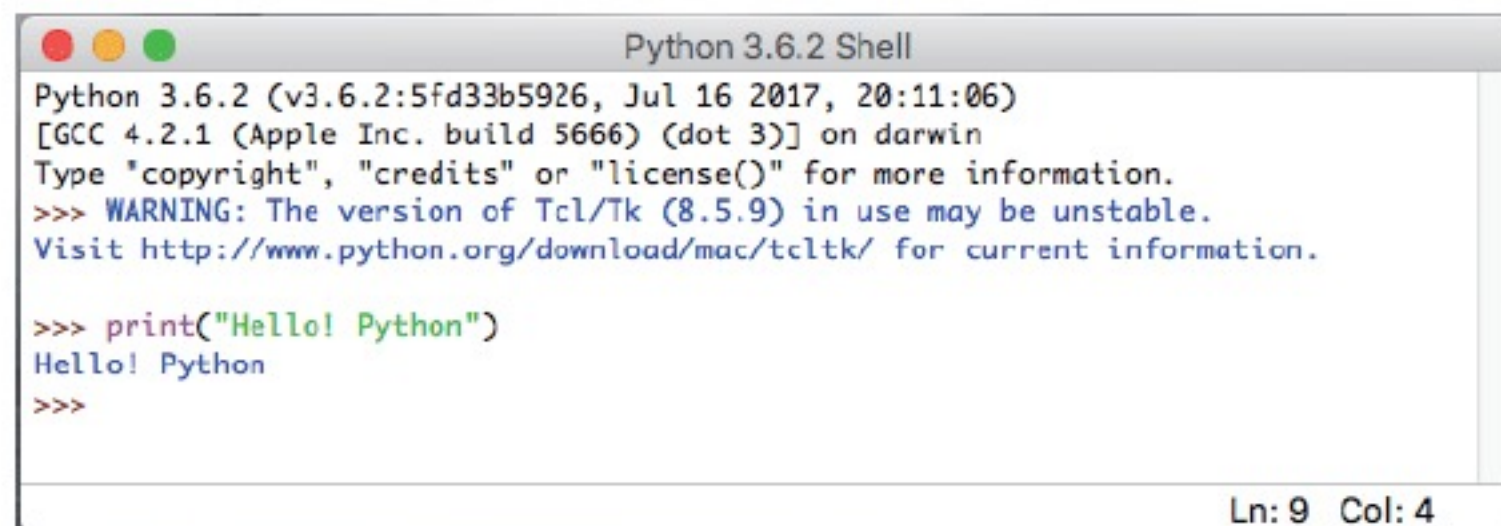 Python 3.6.2 Shell
Python 3.6.2 (v3.6.2:5fd33b5926, Jul 16 2017, 20:11:06)
[GCC 4.2.1 (Apple Inc. build 5666) (dot 3)] on darwin
Type "copyright", "credits" or "license()" for more information.
>>> WARNING: The version of Tcl/Tk (8.5.9) in use may be unstable.
Visit http://www.python.org/download/mac/tcltk/ for current information.
>>> print("Hello! Python")
Hello! Python
>>>
Ln: 9 Col: 4